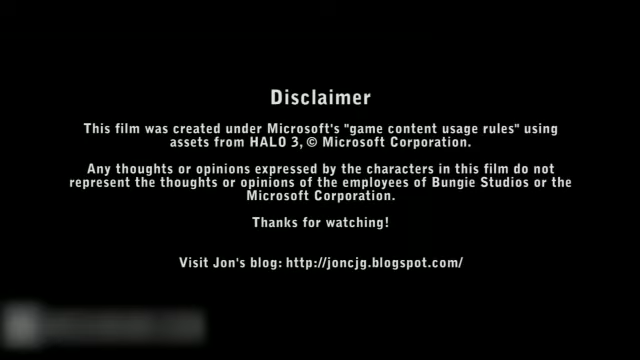 Disclaimer
This film was created under Microsoft's "game content usage rules" using
assets from HALO 3, © Microsoft Corporation.
Any thoughts or opinions expressed by the characters in this film do not
represent the thoughts or opinions of the employees of Bungie Studios or the
Microsoft Corporation.
Thanks for watching!
Visit Jon's blog: http://joncjg.blogspot.com/